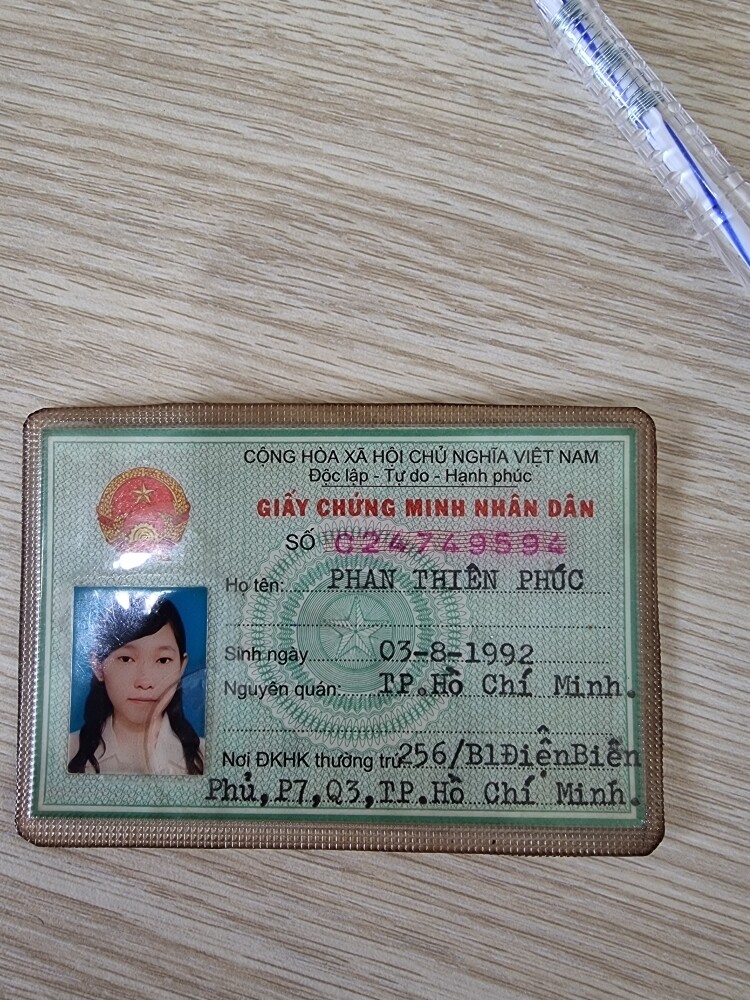 CỘNG HÒA XÃ HỘI CHỦ NGHĨA VIỆT NAM
Độc lập - Tự do - Hạnh phúc
GIẤY CHỨNG MINH NHÂN DÂN
SỐ 024749594
Họ tên: PHAN THIÊN PHÚC
Sinh ngày 03-8-1992
Nguyên quán: TP.Hồ Chí Minh.
Nơi ĐKHK thường trú 256/B1ĐiệnBiên
Phủ,P7,Q3,TP.Hồ Chí Minh.